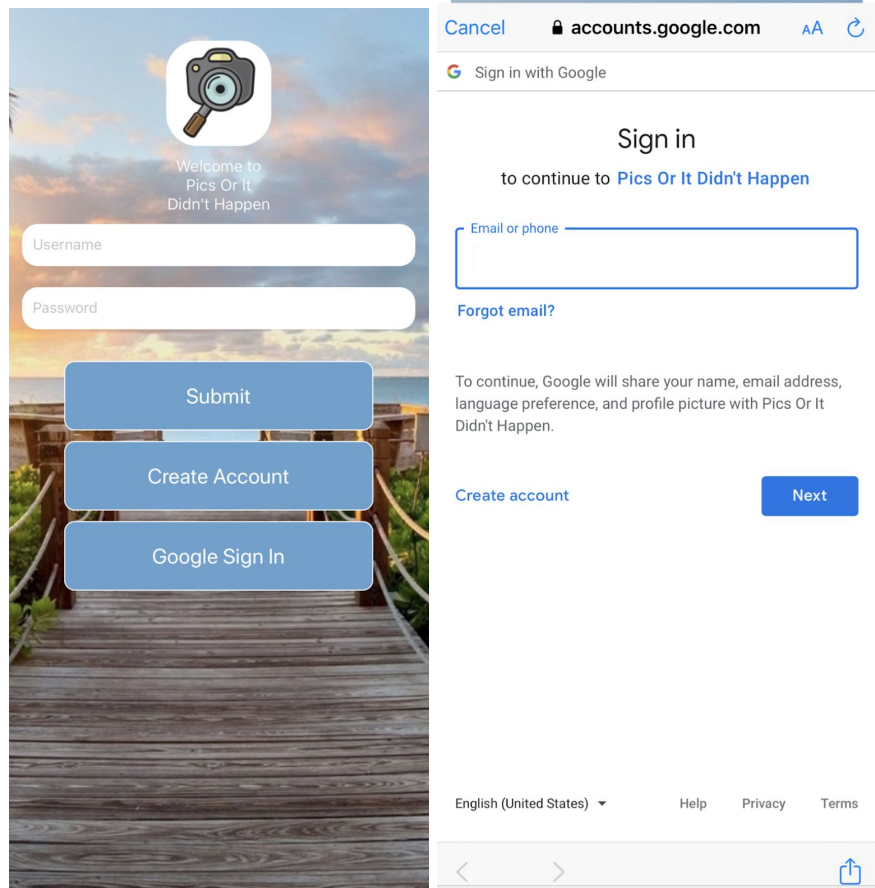 Welcome to
Pics Or It
Didn't Happen
Username
Password
Submit
Create Account
Google Sign In
Cancel accounts.google.com AA
G Sign in with Google
Sign in
to continue to Pics Or It Didn't Happen
Email or phone
Forgot email?
To continue, Google will share your name, email address,
language preference, and profile picture with Pics Or It
Didn't Happen.
Create account Next
English (United States) Help Privacy Terms